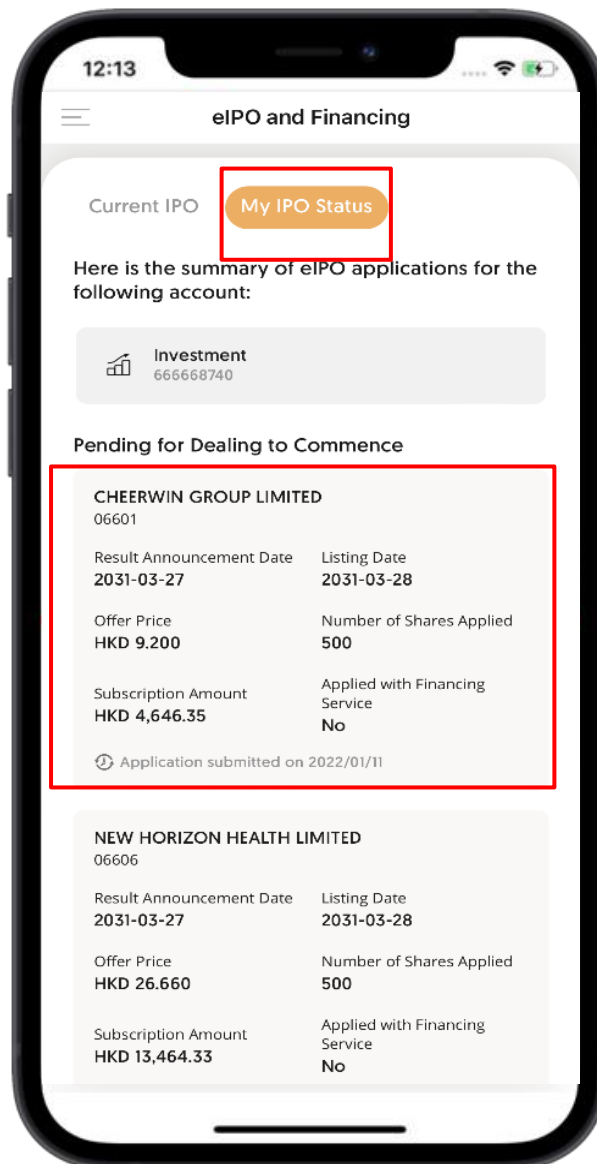 12:13
eIPO and Financing
Current IPO
My IPO Status
Here is the summary of eIPO applications for the
following account:
Investment
666668740
Pending for Dealing to Commence
CHEERWIN GROUP LIMITED
06601
Result Announcement Date
Listing Date
2031-03-27
2031-03-28
Offer Price
Number of Shares Applied
HKD 9.200
500
Subscription Amount
Applied with Financing
Service
HKD 4,646.35
No
Application submitted on 2022/01/11
NEW HORIZON HEALTH LIMITED
06606
Result Announcement Date
Listing Date
2031-03-27
2031-03-28
Offer Price
Number of Shares Applied
HKD 26.660
500
Subscription Amount
Applied with Financing
Service
HKD 13,464.33
No